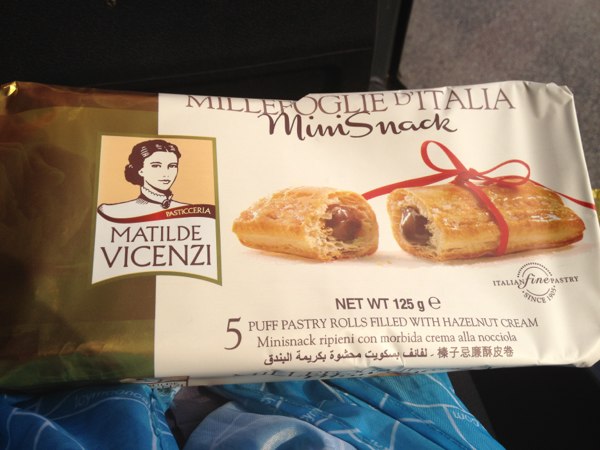 MILLEFOGLIE D'ITALIA
MiniSnack
PASTICCERIA
MATILDE
VICENZI
ITALIAN fine PASTRY
SINCE 1905
NET WT 125 g e
5 PUFF PASTRY ROLLS FILLED WITH HAZELNUT CREAM
Minisnack ripieni con morbida crema alla nocciola
لفائف بسكويت محشوة بكريمة البندق - 榛子忌廉酥皮卷